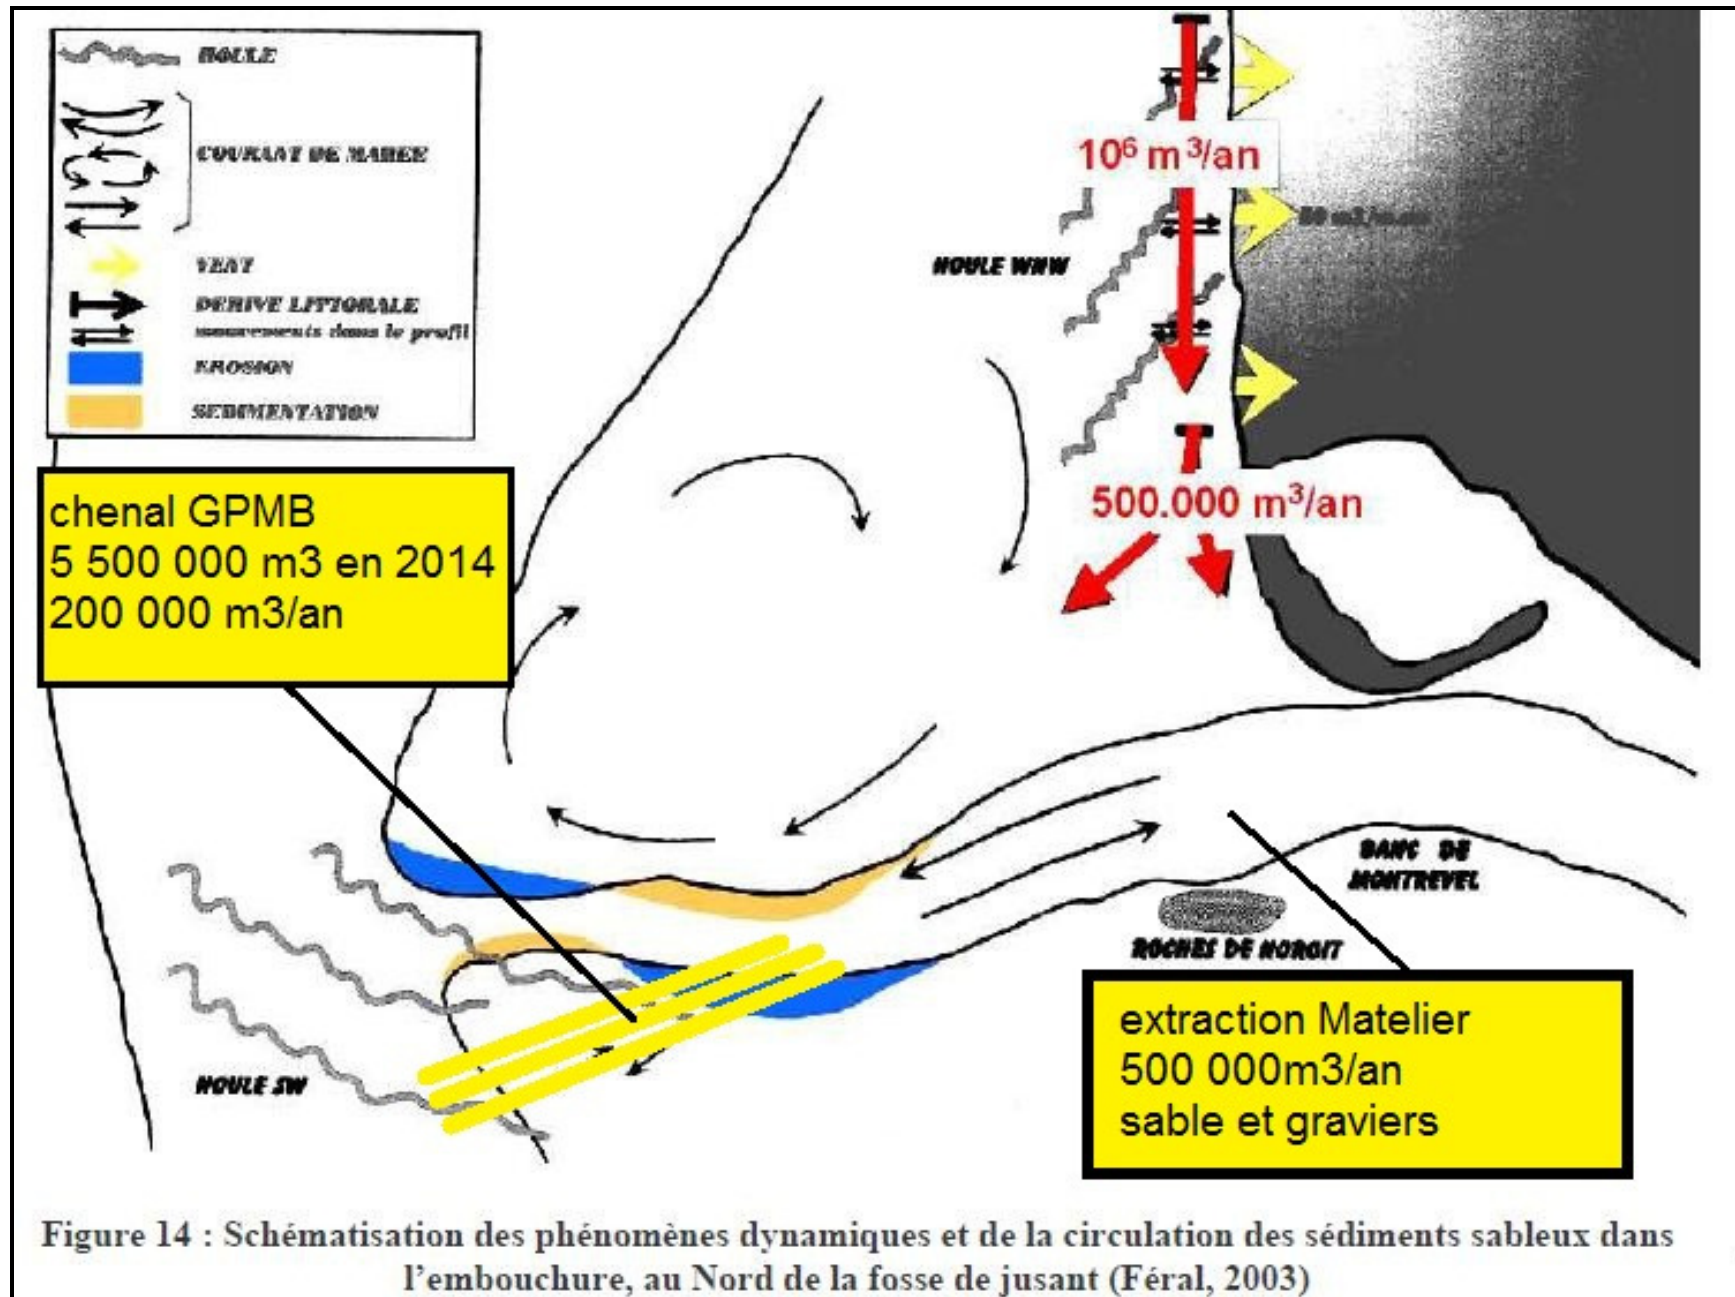 HOULE
COURANT DE MAREE
VENT
DERIVE LITTORALE
mouvements dans le profil
EROSION
SEDIMENTATION
10⁶ m³/an
HOULE WNW
500.000 m³/an
chenal GPMB
5 500 000 m3 en 2014
200 000 m3/an
BANC DE
MONTREVEL
ROCHES DE NOROIT
HOULE SW
extraction Matelier
500 000m3/an
sable et graviers
Figure 14 : Schématisation des phénomènes dynamiques et de la circulation des sédiments sableux dans
l’embouchure, au Nord de la fosse de jusant (Féral, 2003)